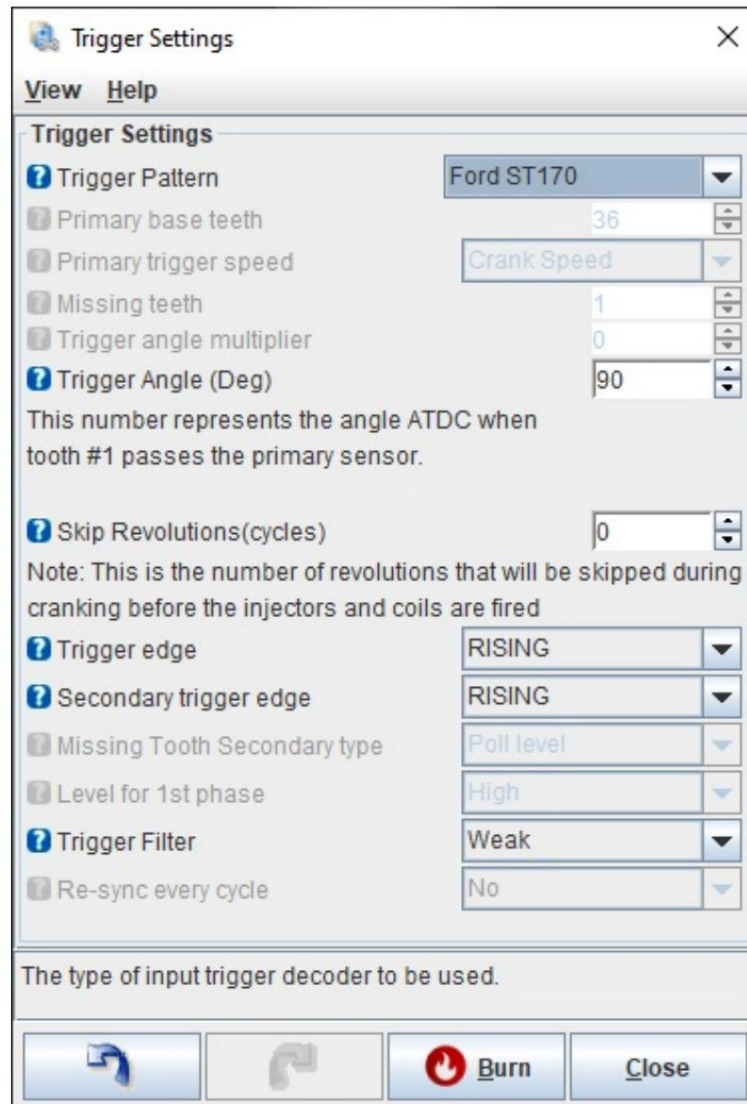 Trigger Settings
View Help
Trigger Settings
Trigger Pattern Ford ST170
Primary base teeth 36
Primary trigger speed Crank Speed
Missing teeth 1
Trigger angle multiplier 0
Trigger Angle (Deg) 90
This number represents the angle ATDC when
tooth #1 passes the primary sensor.
Skip Revolutions(cycles) 0
Note: This is the number of revolutions that will be skipped during
cranking before the injectors and coils are fired
Trigger edge RISING
Secondary trigger edge RISING
Missing Tooth Secondary type Poll level
Level for 1st phase High
Trigger Filter Weak
Re-sync every cycle No
The type of input trigger decoder to be used.
Burn Close